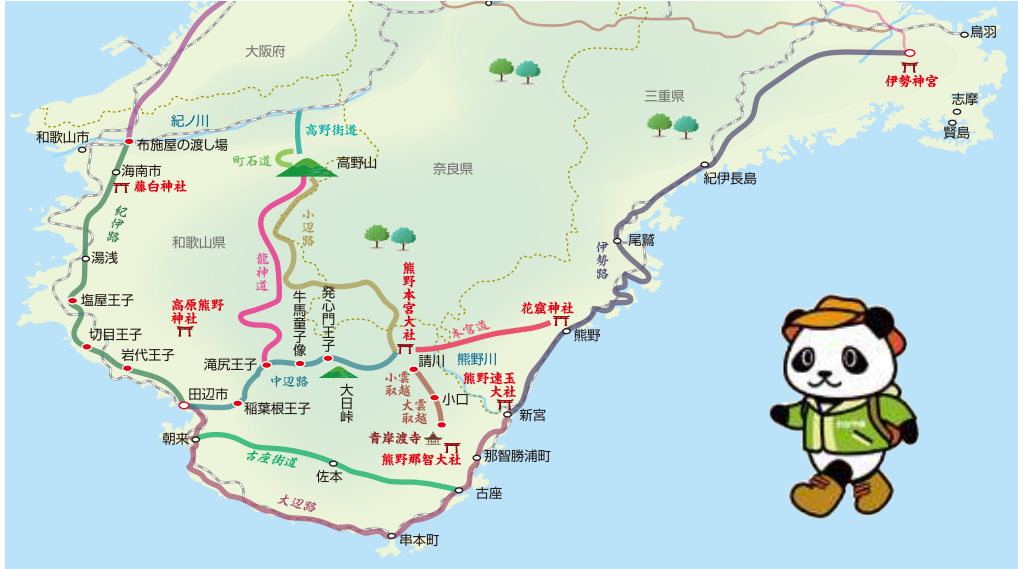 鳥羽
大阪府
伊勢神宮
三重県
志摩
賢島
紀ノ川
高野街道
和歌山市
布施屋の渡し場
町石道
高野山
奈良県
海南市
藤白神社
紀伊長島
紀伊路
小辺路
和歌山県
尾鷲
伊勢路
湯浅
龍神道
熊野本宮大社
牛馬童子像
発心門王子
塩屋王子
高原熊野
神社
花窟神社
本宮道
熊野
切目王子
岩代王子
滝尻王子
請川
熊野川
中辺路
小雲取越
熊野速玉
大社
田辺市
稲葉根王子
大日峠
大雲取越
小口
新宮
朝来
青岸渡寺
熊野那智大社
那智勝浦町
古座街道
佐本
古座
大辺路
串本町